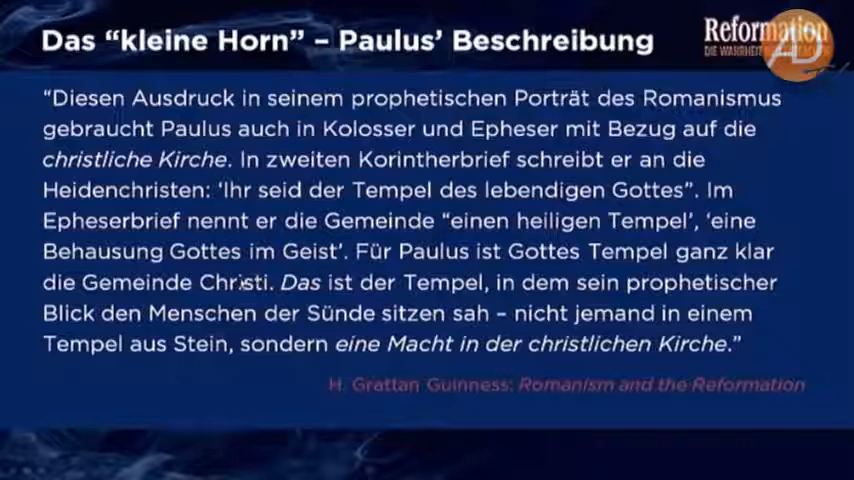 Das “kleine Horn” – Paulus’ Beschreibung
Reformation
DIE WAHRHEIT
“Diesen Ausdruck in seinem prophetischen Porträt des Romanismus
gebraucht Paulus auch in Kolosser und Epheser mit Bezug auf die
christliche Kirche. In zweiten Korintherbrief schreibt er an die
Heidenchristen: ‘Ihr seid der Tempel des lebendigen Gottes”. Im
Epheserbrief nennt er die Gemeinde “einen heiligen Tempel’, ‘eine
Behausung Gottes im Geist’. Für Paulus ist Gottes Tempel ganz klar
die Gemeinde Christi. Das ist der Tempel, in dem sein prophetischer
Blick den Menschen der Sünde sitzen sah – nicht jemand in einem
Tempel aus Stein, sondern eine Macht in der christlichen Kirche.”
H. Grattan Guinness: Romanism and the Reformation